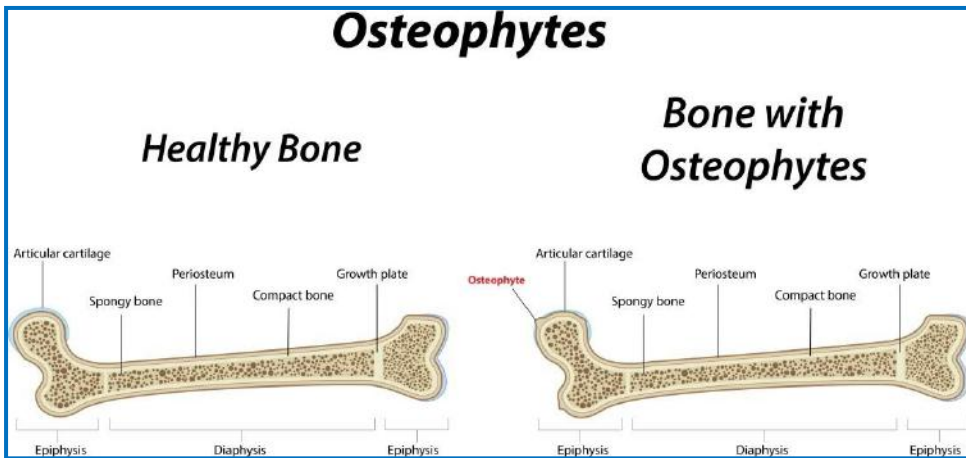 Osteophytes
Healthy Bone
Bone with
Osteophytes
Articular cartilage
Periosteum
Growth plate
Spongy bone
Compact bone
Epiphysis
Diaphysis
Epiphysis
Articular cartilage
Osteophyte
Periosteum
Growth plate
Spongy bone
Compact bone
Epiphysis
Diaphysis
Epiphysis